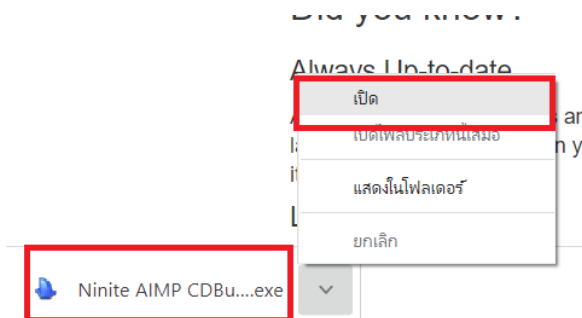 Did you know?
Always Up-to-date
เปิด
เปิดไฟล์ประเภทนี้เสมอ
แสดงในโฟลเดอร์
ยกเลิก
Ninite AIMP CDBu....exe